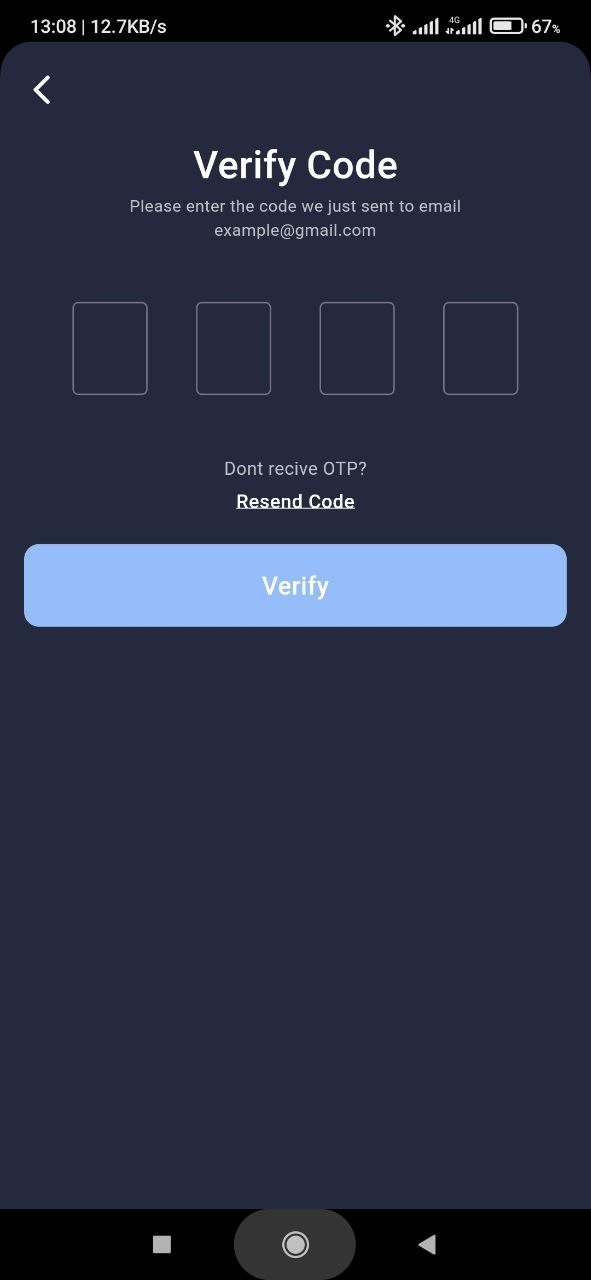 13:08 | 12.7KB/s
4G
67%
Verify Code
Please enter the code we just sent to email
example@gmail.com
Dont recive OTP?
Resend Code
Verify